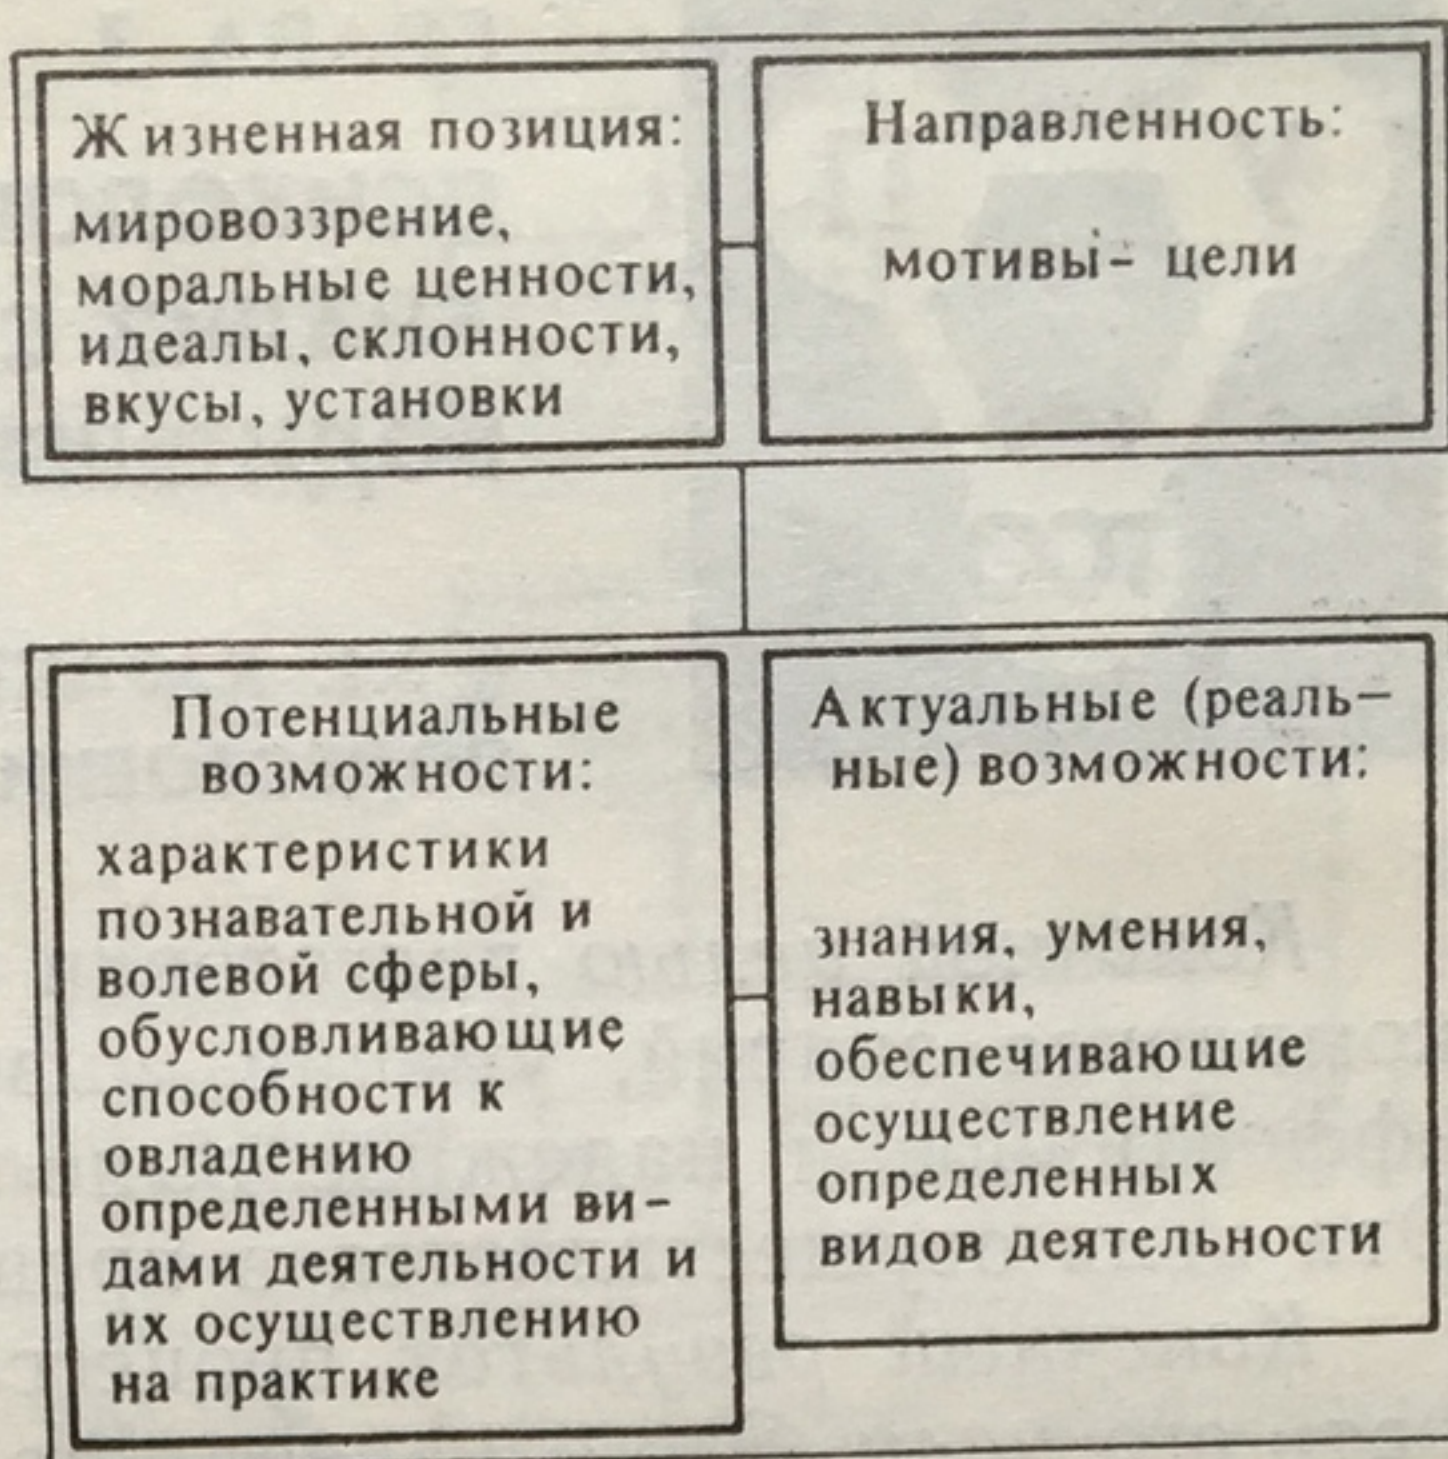 Жизненная позиция:
мировоззрение,
моральные ценности,
идеалы, склонности,
вкусы, установки
Направленность:
мотивы - цели
Потенциальные
возможности:
характеристики
познавательной и
волевой сферы,
обусловливающие
способности к
овладению
определенными ви-
дами деятельности и
их осуществлению
на практике
Актуальные (реаль-
ные) возможности:
знания, умения,
навыки,
обеспечивающие
осуществление
определенных
видов деятельности